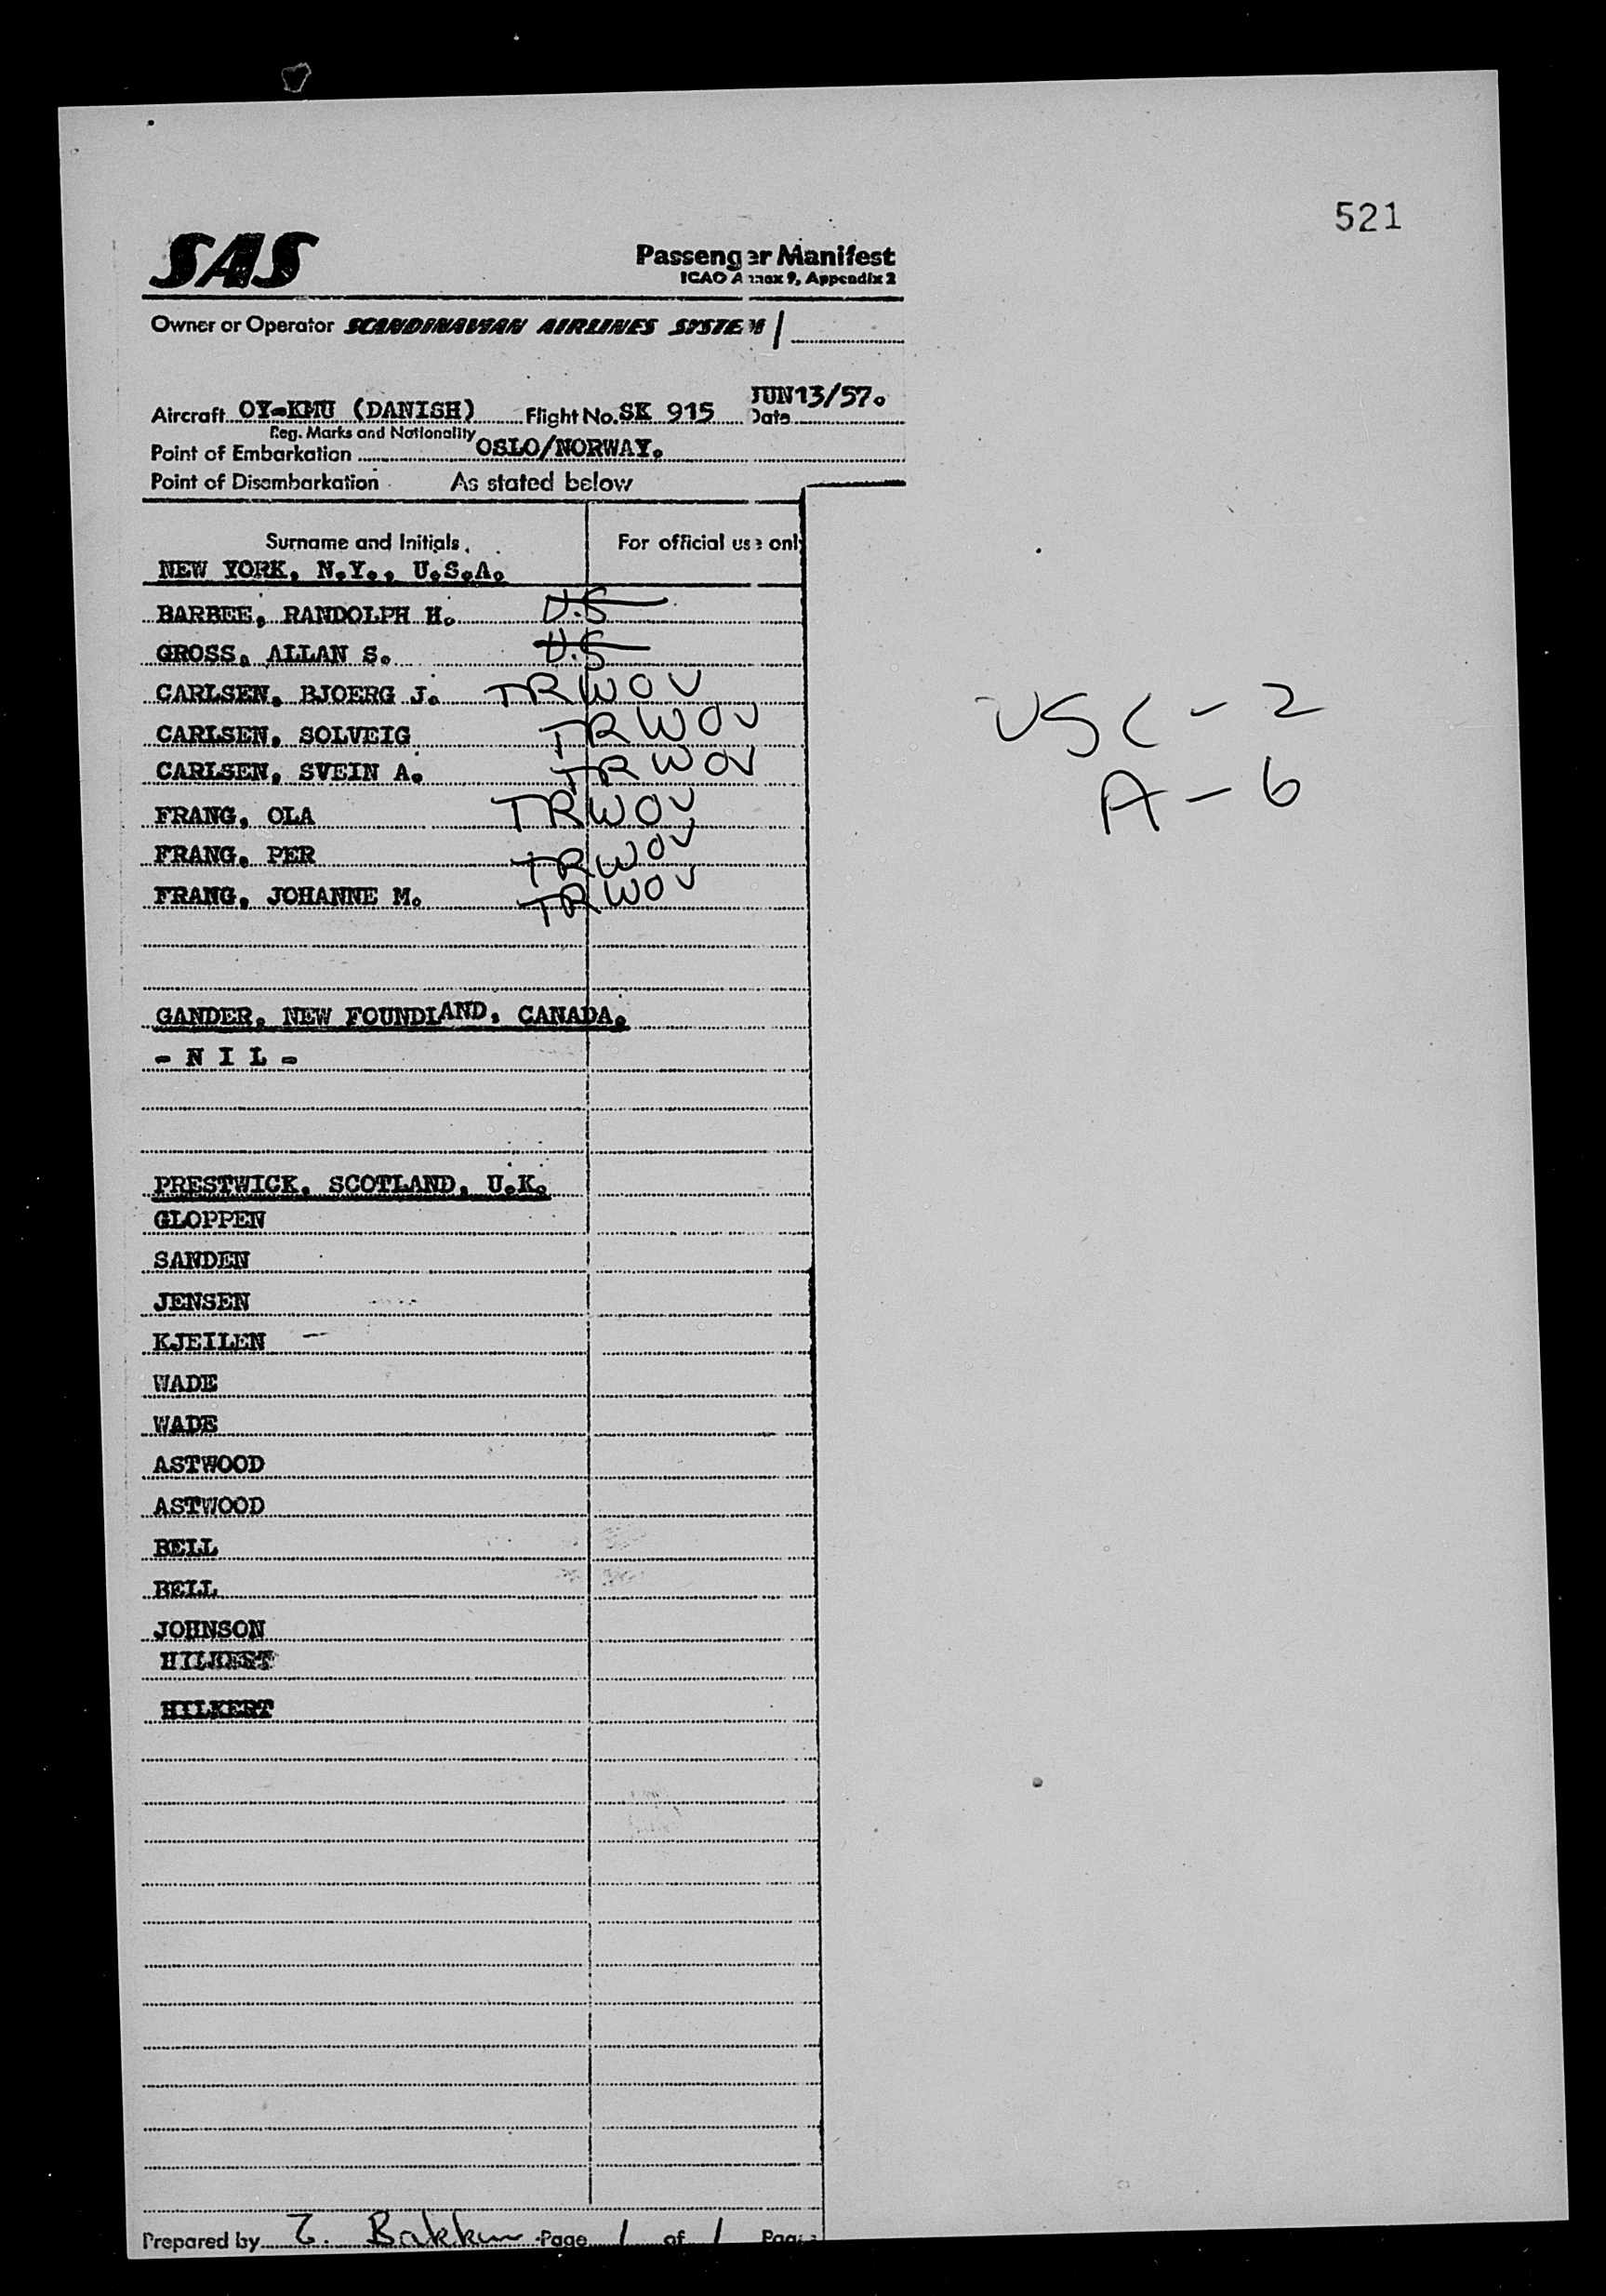 521
SAS
Passenger Manifest
ICAO Annex 9, Appendix 2
Owner or Operator SCANDINAVIAN AIRLINES SYSTEM /
Aircraft OY-KMU (DANISH) Flight No. SK 915 Date JUN13/57.
Reg. Marks and Nationality
Point of Embarkation OSLO/NORWAY.
Point of Disembarkation As stated below
Surname and Initials For official use only
NEW YORK, N.Y., U.S.A.
BARBEE, RANDOLPH H. U.S
GROSS, ALLAN S. U.S
CARLSEN, BJOERG J. TRWOV
CARLSEN, SOLVEIG TRWOV
CARLSEN, SVEIN A. TRWOV
FRANG, OLA TRWOV
FRANG, PER TRWOV
FRANG, JOHANNE M. TRWOV
USC - 2
A - 6
GANDER, NEW FOUNDLAND, CANADA.
- N I L -
PRESTWICK, SCOTLAND, U.K.
GLOPPEN
SANDEN
JENSEN
KJEILEN
WADE
WADE
ASTWOOD
ASTWOOD
BELL
BELL
JOHNSON
HILKERT
HILKERT
Prepared by Page 1 of 1 Pages